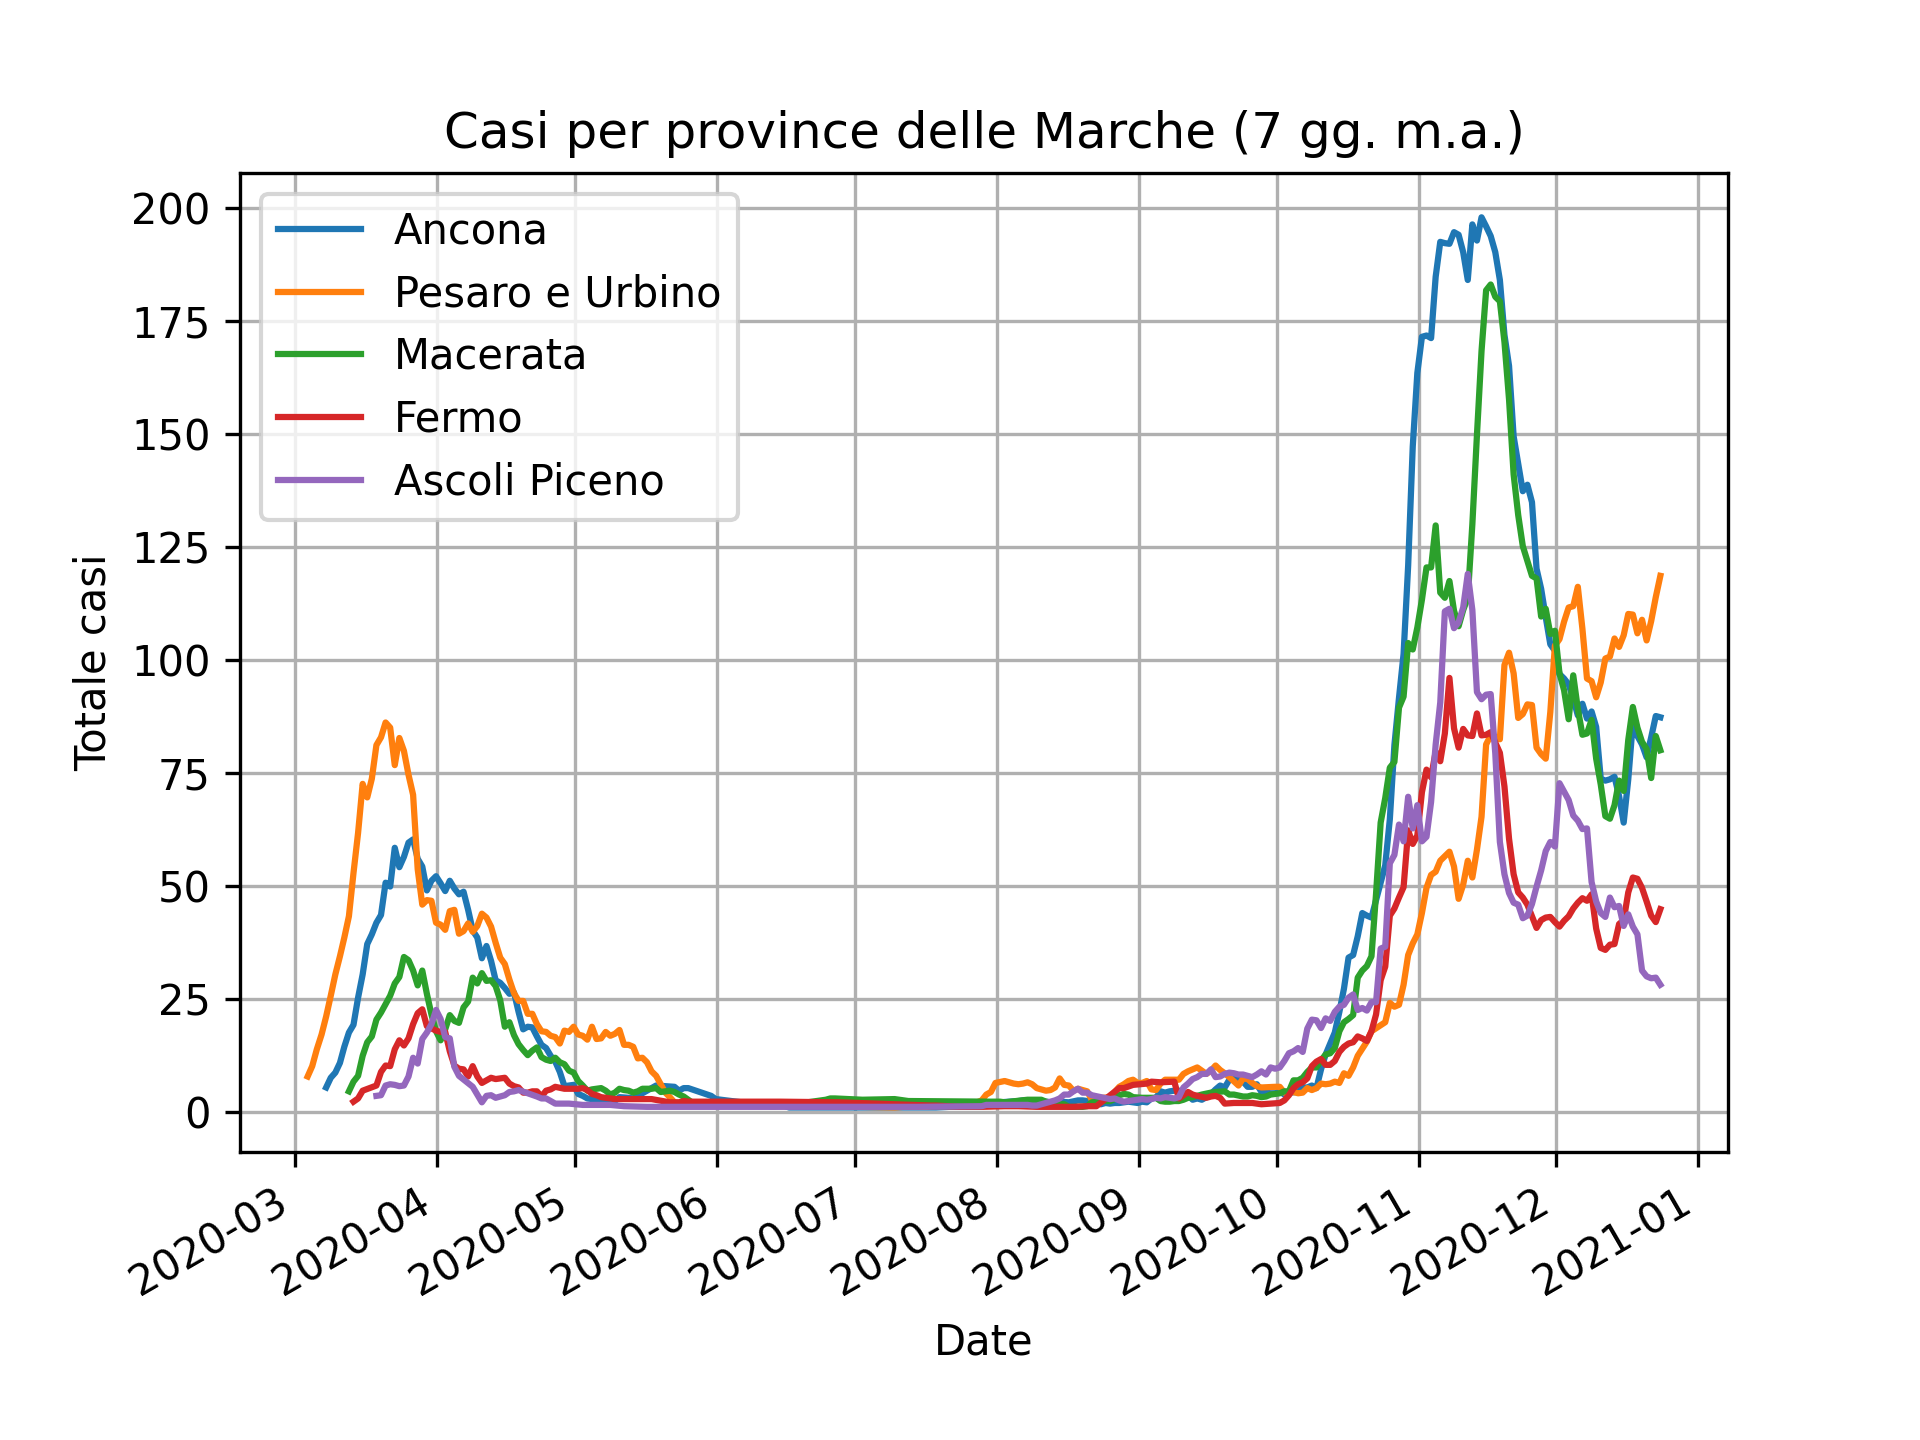 Casi per province delle Marche (7 gg. m.a.)
Ancona
Pesaro e Urbino
Macerata
Fermo
Ascoli Piceno
Totale casi
200
175
150
125
100
75
50
25
0
2020-03
2020-04
2020-05
2020-06
2020-07
2020-08
2020-09
2020-10
2020-11
2020-12
2021-01
Date